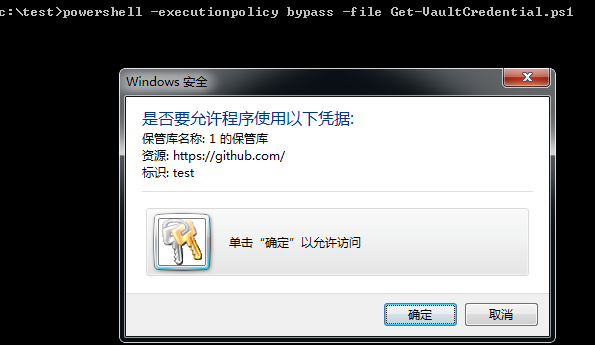 c:\test>powershell -executionpolicy bypass -file Get-VaultCredential.ps1
Windows 安全
是否要允许程序使用以下凭据:
保管库名称: 1 的保管库
资源: https://github.com/
标识: test
单击“确定”以允许访问
确定
取消